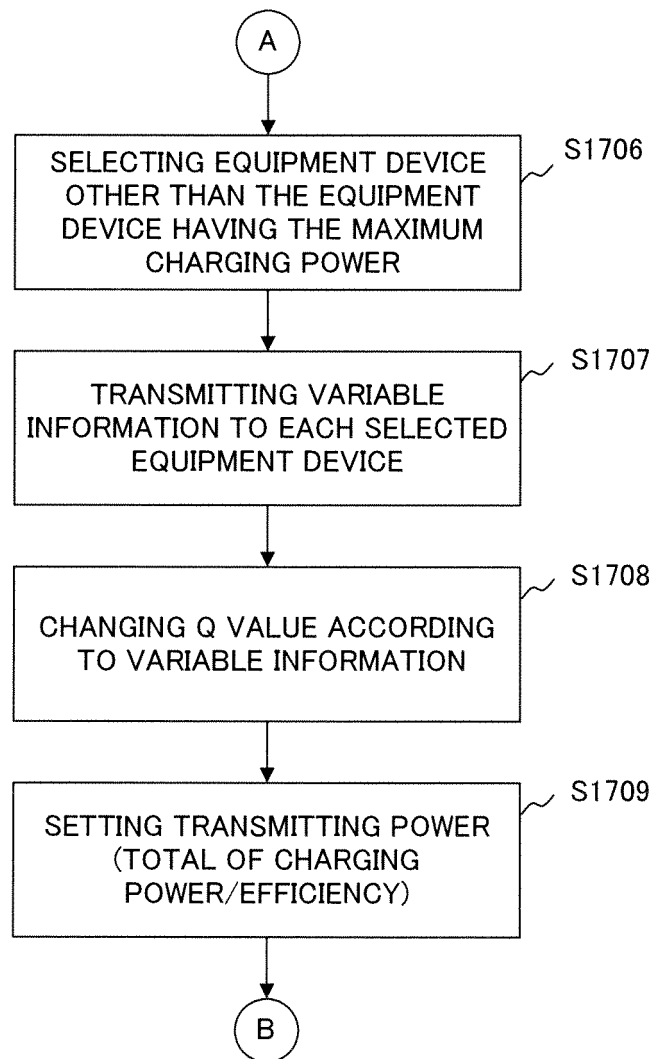 A
SELECTING EQUIPMENT DEVICE
OTHER THAN THE EQUIPMENT
DEVICE HAVING THE MAXIMUM
CHARGING POWER
S1706
TRANSMITTING VARIABLE
INFORMATION TO EACH SELECTED
EQUIPMENT DEVICE
S1707
CHANGING Q VALUE ACCORDING
TO VARIABLE INFORMATION
S1708
SETTING TRANSMITTING POWER
(TOTAL OF CHARGING
POWER/EFFICIENCY)
S1709
B